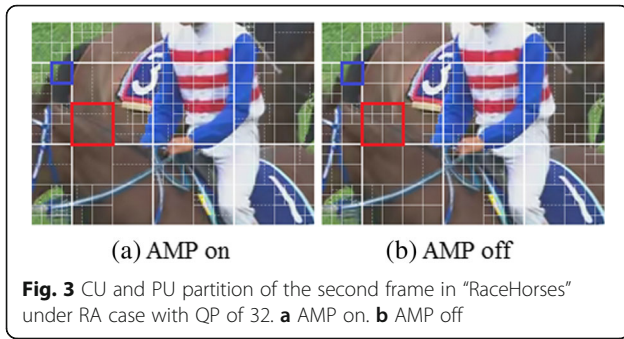 (a) AMP on
(b) AMP off
Fig. 3 CU and PU partition of the second frame in “RaceHorses”
under RA case with QP of 32. a AMP on. b AMP off